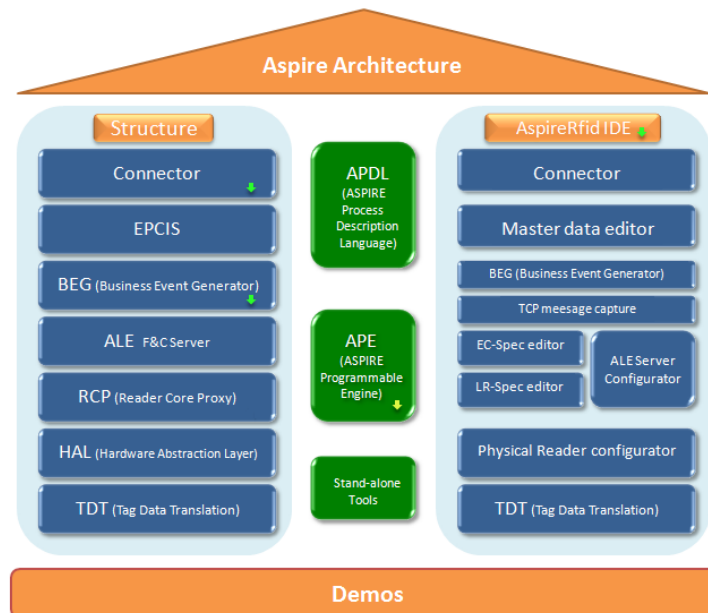 Aspire Architecture
Structure
Connector
EPCIS
BEG (Business Event Generator)
ALE F&C Server
RCP (Reader Core Proxy)
HAL (Hardware Abstraction Layer)
TDT (Tag Data Translation)
APDL
(ASPIRE
Process
Description
Language)
APE
(ASPIRE
Programmable
Engine)
Stand-alone
Tools
AspireRfid IDE
Connector
Master data editor
BEG (Business Event Generator)
TCP meesage capture
EC-Spec editor
LR-Spec editor
ALE Server
Configurator
Physical Reader configurator
TDT (Tag Data Translation)
Demos